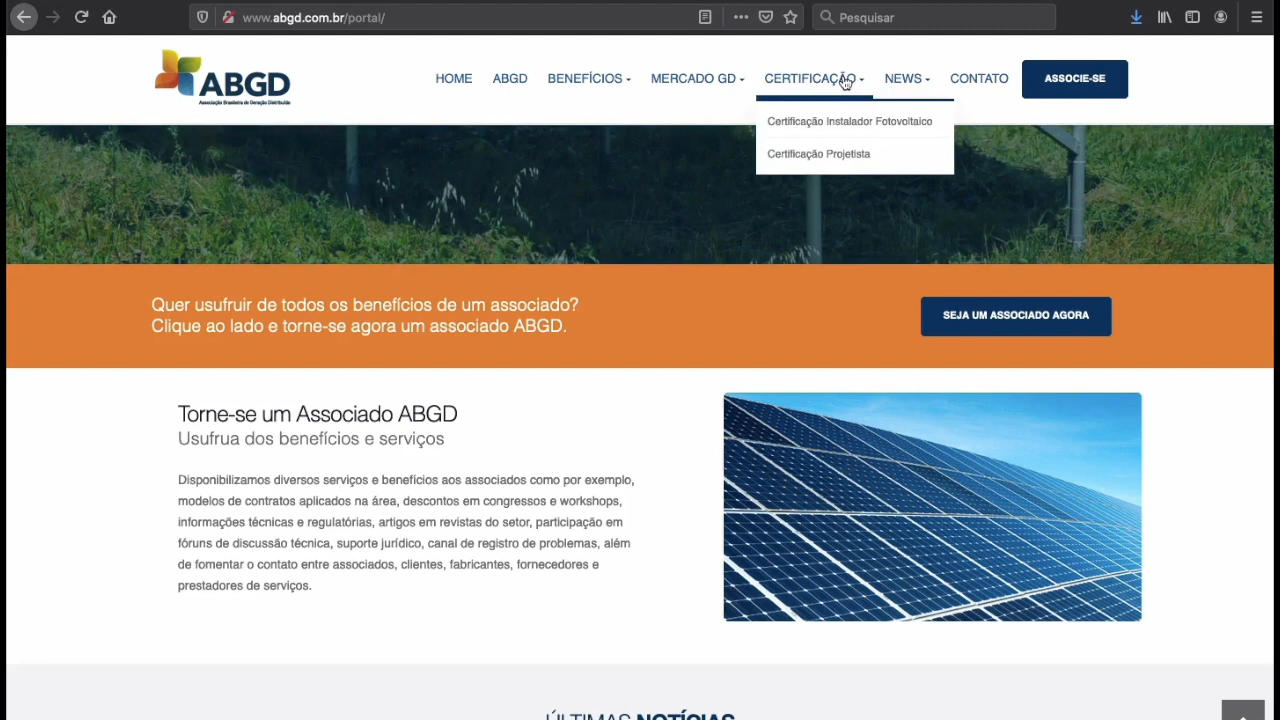 www.abgd.com.br/portal/
Pesquisar
ABGD
Associação Brasileira de Geração Distribuída
HOME
ABGD
BENEFÍCIOS
MERCADO GD
CERTIFICAÇÃO
NEWS
CONTATO
ASSOCIE-SE
Certificação Instalador Fotovoltaico
Certificação Projetista
Quer usufruir de todos os benefícios de um associado?
Clique ao lado e torne-se agora um associado ABGD.
SEJA UM ASSOCIADO AGORA
Torne-se um Associado ABGD
Usufrua dos benefícios e serviços
Disponibilizamos diversos serviços e benefícios aos associados como por exemplo,
modelos de contratos aplicados na área, descontos em congressos e workshops,
informações técnicas e regulatórias, artigos em revistas do setor, participação em
fóruns de discussão técnica, suporte jurídico, canal de registro de problemas, além
de fomentar o contato entre associados, clientes, fabricantes, fornecedores e
prestadores de serviços.
ÚLTIMAS NOTÍCIAS